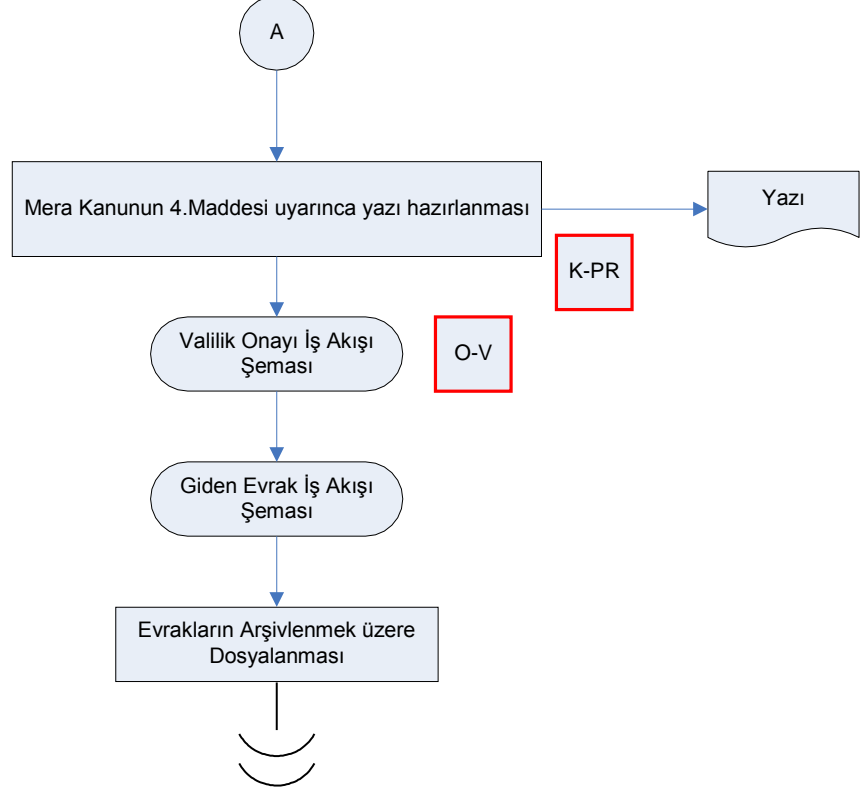 A
Mera Kanunun 4.Maddesi uyarınca yazı hazırlanması
Yazı
K-PR
Valilik Onayı İş Akışı
Şeması
O-V
Giden Evrak İş Akışı
Şeması
Evrakların Arşivlenmek üzere
Dosyalanması